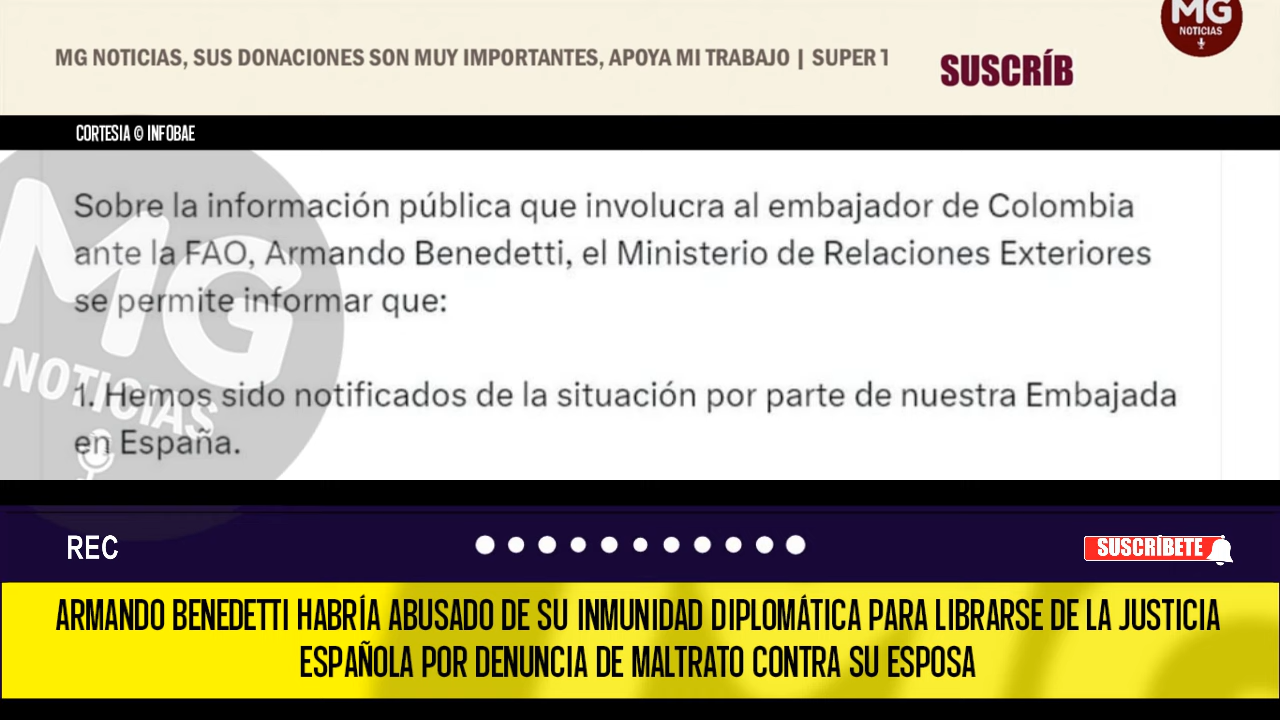 MG
NOTICIAS
MG NOTICIAS, SUS DONACIONES SON MUY IMPORTANTES, APOYA MI TRABAJO | SUPER T
SUSCRÍB
CORTESIA © INFOBAE
MG
NOTICIAS
Sobre la información pública que involucra al embajador de Colombia
ante la FAO, Armando Benedetti, el Ministerio de Relaciones Exteriores
se permite informar que:
1. Hemos sido notificados de la situación por parte de nuestra Embajada
en España.
REC
SUSCRÍBETE
ARMANDO BENEDETTI HABRÍA ABUSADO DE SU INMUNIDAD DIPLOMÁTICA PARA LIBRARSE DE LA JUSTICIA
ESPAÑOLA POR DENUNCIA DE MALTRATO CONTRA SU ESPOSA